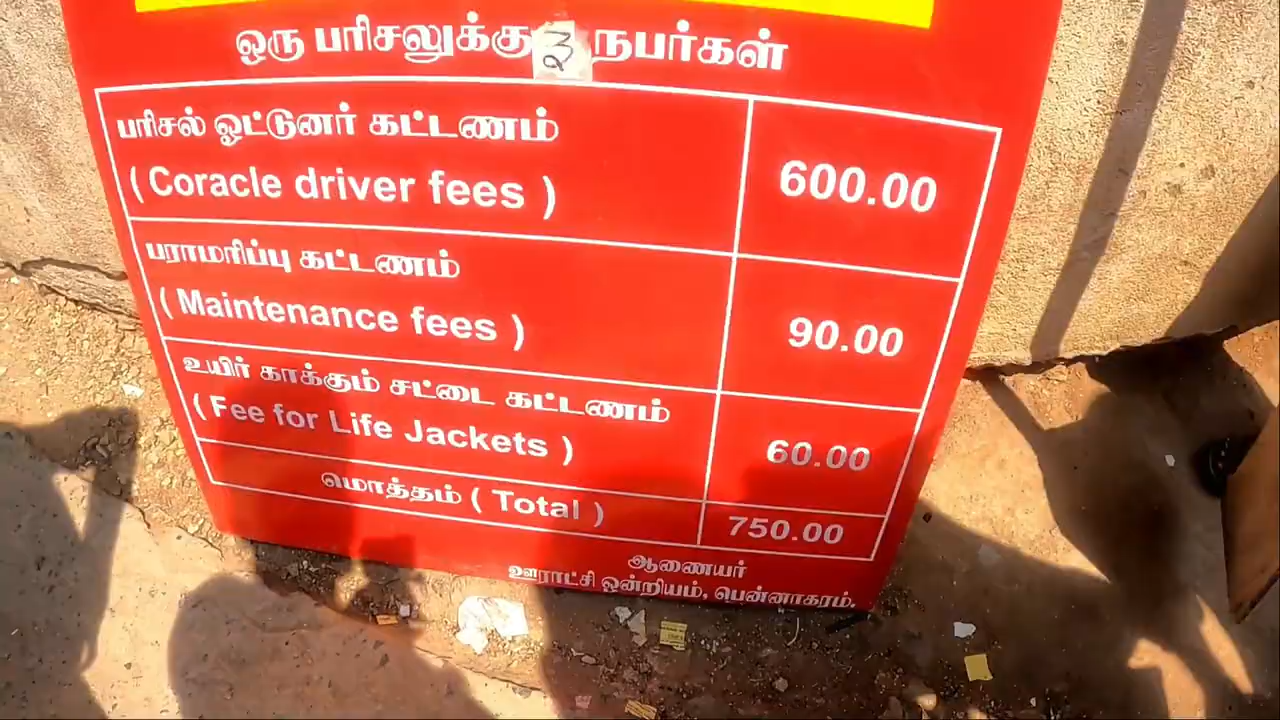 ஒரு பரிசலுக்கு 3 நபர்கள்
பரிசல் ஓட்டுனர் கட்டணம்
( Coracle driver fees )
600.00
பராமரிப்பு கட்டணம்
( Maintenance fees )
90.00
உயிர் காக்கும் சட்டை கட்டணம்
( Fee for Life Jackets )
60.00
மொத்தம் ( Total )
750.00
ஆணையர்
ஊராட்சி ஒன்றியம், பென்னாகரம்.